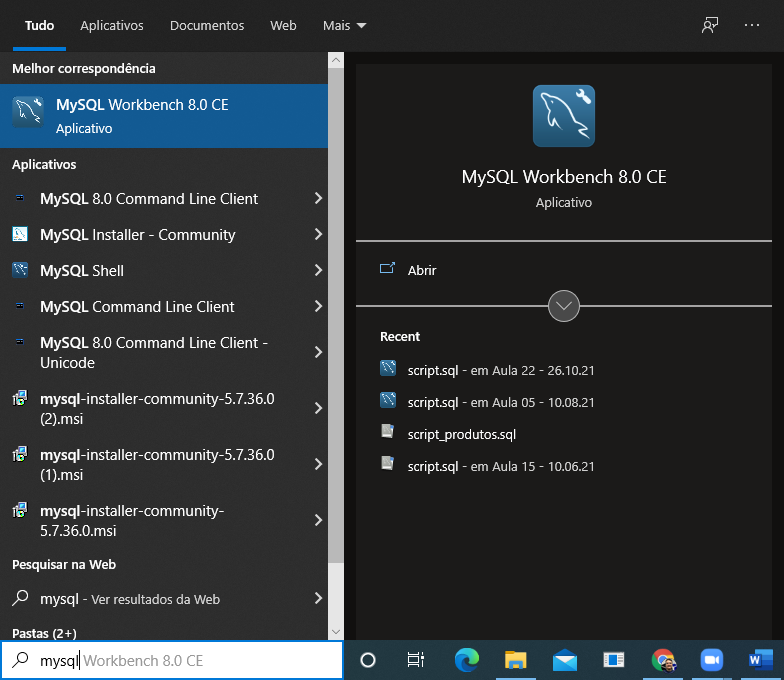 Tudo Aplicativos Documentos Web Mais
Melhor correspondência
MySQL Workbench 8.0 CE
Aplicativo
Aplicativos
MySQL 8.0 Command Line Client
MySQL Installer - Community
MySQL Shell
MySQL Command Line Client
MySQL 8.0 Command Line Client -
Unicode
mysql-installer-community-5.7.36.0
(2).msi
mysql-installer-community-5.7.36.0
(1).msi
mysql-installer-community-
5.7.36.0.msi
Pesquisar na Web
mysql - Ver resultados da Web
Pastas (2+)
mysql Workbench 8.0 CE
MySQL Workbench 8.0 CE
Aplicativo
Abrir
Recent
script.sql - em Aula 22 - 26.10.21
script.sql - em Aula 05 - 10.08.21
script_produtos.sql
script.sql - em Aula 15 - 10.06.21
W